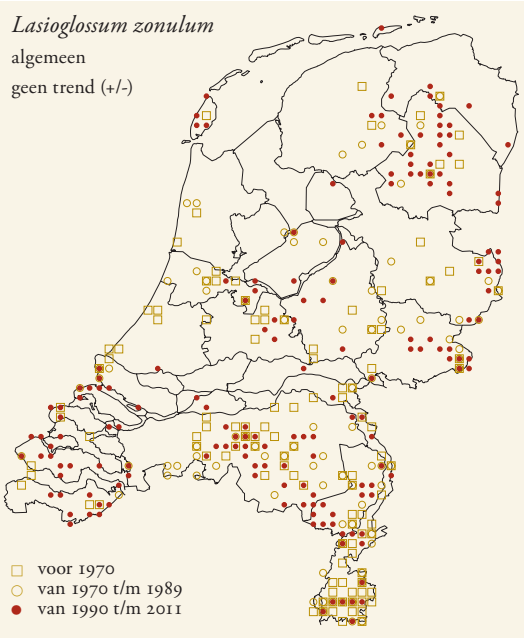 Lasioglossum zonulum
algemeen
geen trend (+/-)
voor 1970
van 1970 t/m 1989
van 1990 t/m 2011